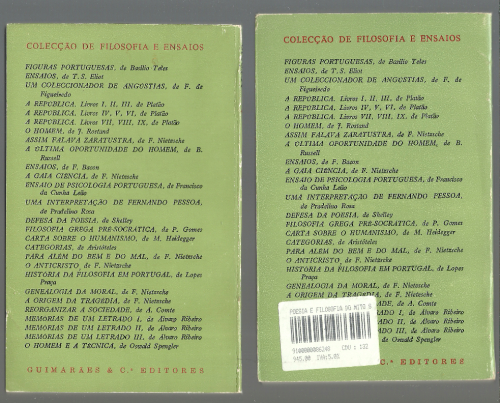 COLECÇÃO DE FILOSOFIA E ENSAIOS
FIGURAS PORTUGUESAS, de Basílio Teles
ENSAIOS, de T. S. Eliot
UM COLECCIONADOR DE ANGÚSTIAS, de F. de
Figueiredo
A REPÚBLICA. Livros I, II, III, de Platão
A REPÚBLICA. Livros IV, V, VI, de Platão
A REPÚBLICA. Livros VII, VIII, IX, de Platão
O HOMEM, de J. Rostand
ASSIM FALAVA ZARATUSTRA, de F. Nietzsche
A ÚLTIMA OPORTUNIDADE DO HOMEM, de B.
Russell
ENSAIOS, de F. Bacon
A GAIA CIÊNCIA, de F. Nietzsche
ENSAIO DE PSICOLOGIA PORTUGUESA, de Francisco
da Cunha Leão
UMA INTERPRETAÇÃO DE FERNANDO PESSOA,
de Pradelino Rosa
DEFESA DA POESIA, de Shelley
FILOSOFIA GREGA PRÉ-SOCRÁTICA, de P. Gomes
CARTA SOBRE O HUMANISMO, de M. Heidegger
CATEGORIAS, de Aristóteles
PARA ALÉM DO BEM E DO MAL, de F. Nietzsche
O ANTICRISTO, de F. Nietzsche
HISTÓRIA DA FILOSOFIA EM PORTUGAL, de Lopes
Praça
GENEALOGIA DA MORAL, de F. Nietzsche
A ORIGEM DA TRAGÉDIA, de F. Nietzsche
REORGANIZAR A SOCIEDADE, de A. Comte
MEMÓRIAS DE UM LETRADO I, de Álvaro Ribeiro
MEMÓRIAS DE UM LETRADO II, de Álvaro Ribeiro
MEMÓRIAS DE UM LETRADO III, de Álvaro Ribeiro
O HOMEM E A TÉCNICA, de Oswald Spengler
GUIMARÃES & C.ª EDITORES
COLECÇÃO DE FILOSOFIA E ENSAIOS
FIGURAS PORTUGUESAS, de Basílio Teles
ENSAIOS, de T. S. Eliot
UM COLECCIONADOR DE ANGÚSTIAS, de F. de
Figueiredo
A REPÚBLICA. Livros I, II, III, de Platão
A REPÚBLICA. Livros IV, V, VI, de Platão
A REPÚBLICA. Livros VII, VIII, IX, de Platão
O HOMEM, de J. Rostand
ASSIM FALAVA ZARATUSTRA, de F. Nietzsche
A ÚLTIMA OPORTUNIDADE DO HOMEM, de B.
Russell
ENSAIOS, de F. Bacon
A GAIA CIÊNCIA, de F. Nietzsche
ENSAIO DE PSICOLOGIA PORTUGUESA, de Francisco
da Cunha Leão
UMA INTERPRETAÇÃO DE FERNANDO PESSOA,
de Pradelino Rosa
DEFESA DA POESIA, de Shelley
FILOSOFIA GREGA PRÉ-SOCRÁTICA, de P. Gomes
CARTA SOBRE O HUMANISMO, de M. Heidegger
CATEGORIAS, de Aristóteles
PARA ALÉM DO BEM E DO MAL, de F. Nietzsche
O ANTICRISTO, de F. Nietzsche
HISTÓRIA DA FILOSOFIA EM PORTUGAL, de Lopes
Praça
GENEALOGIA DA MORAL, de F. Nietzsche
A ORIGEM DA TRAGÉDIA, de F. Nietzsche
DADE, de A. Comte
RADO I, de Álvaro Ribeiro
RADO II, de Álvaro Ribeiro
RADO III, de Álvaro Ribeiro
de Oswald Spengler
C.ª EDITORES
POESIA E FILOSOFIA DO MITO S
CDU : 132
945.00 IVA:5.00